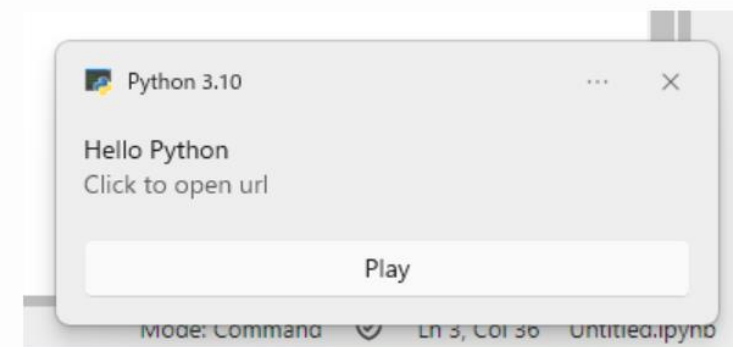 Python 3.10
Hello Python
Click to open url
Play
Mode: Command Ln 3, Col 36 Untitled.ipynb